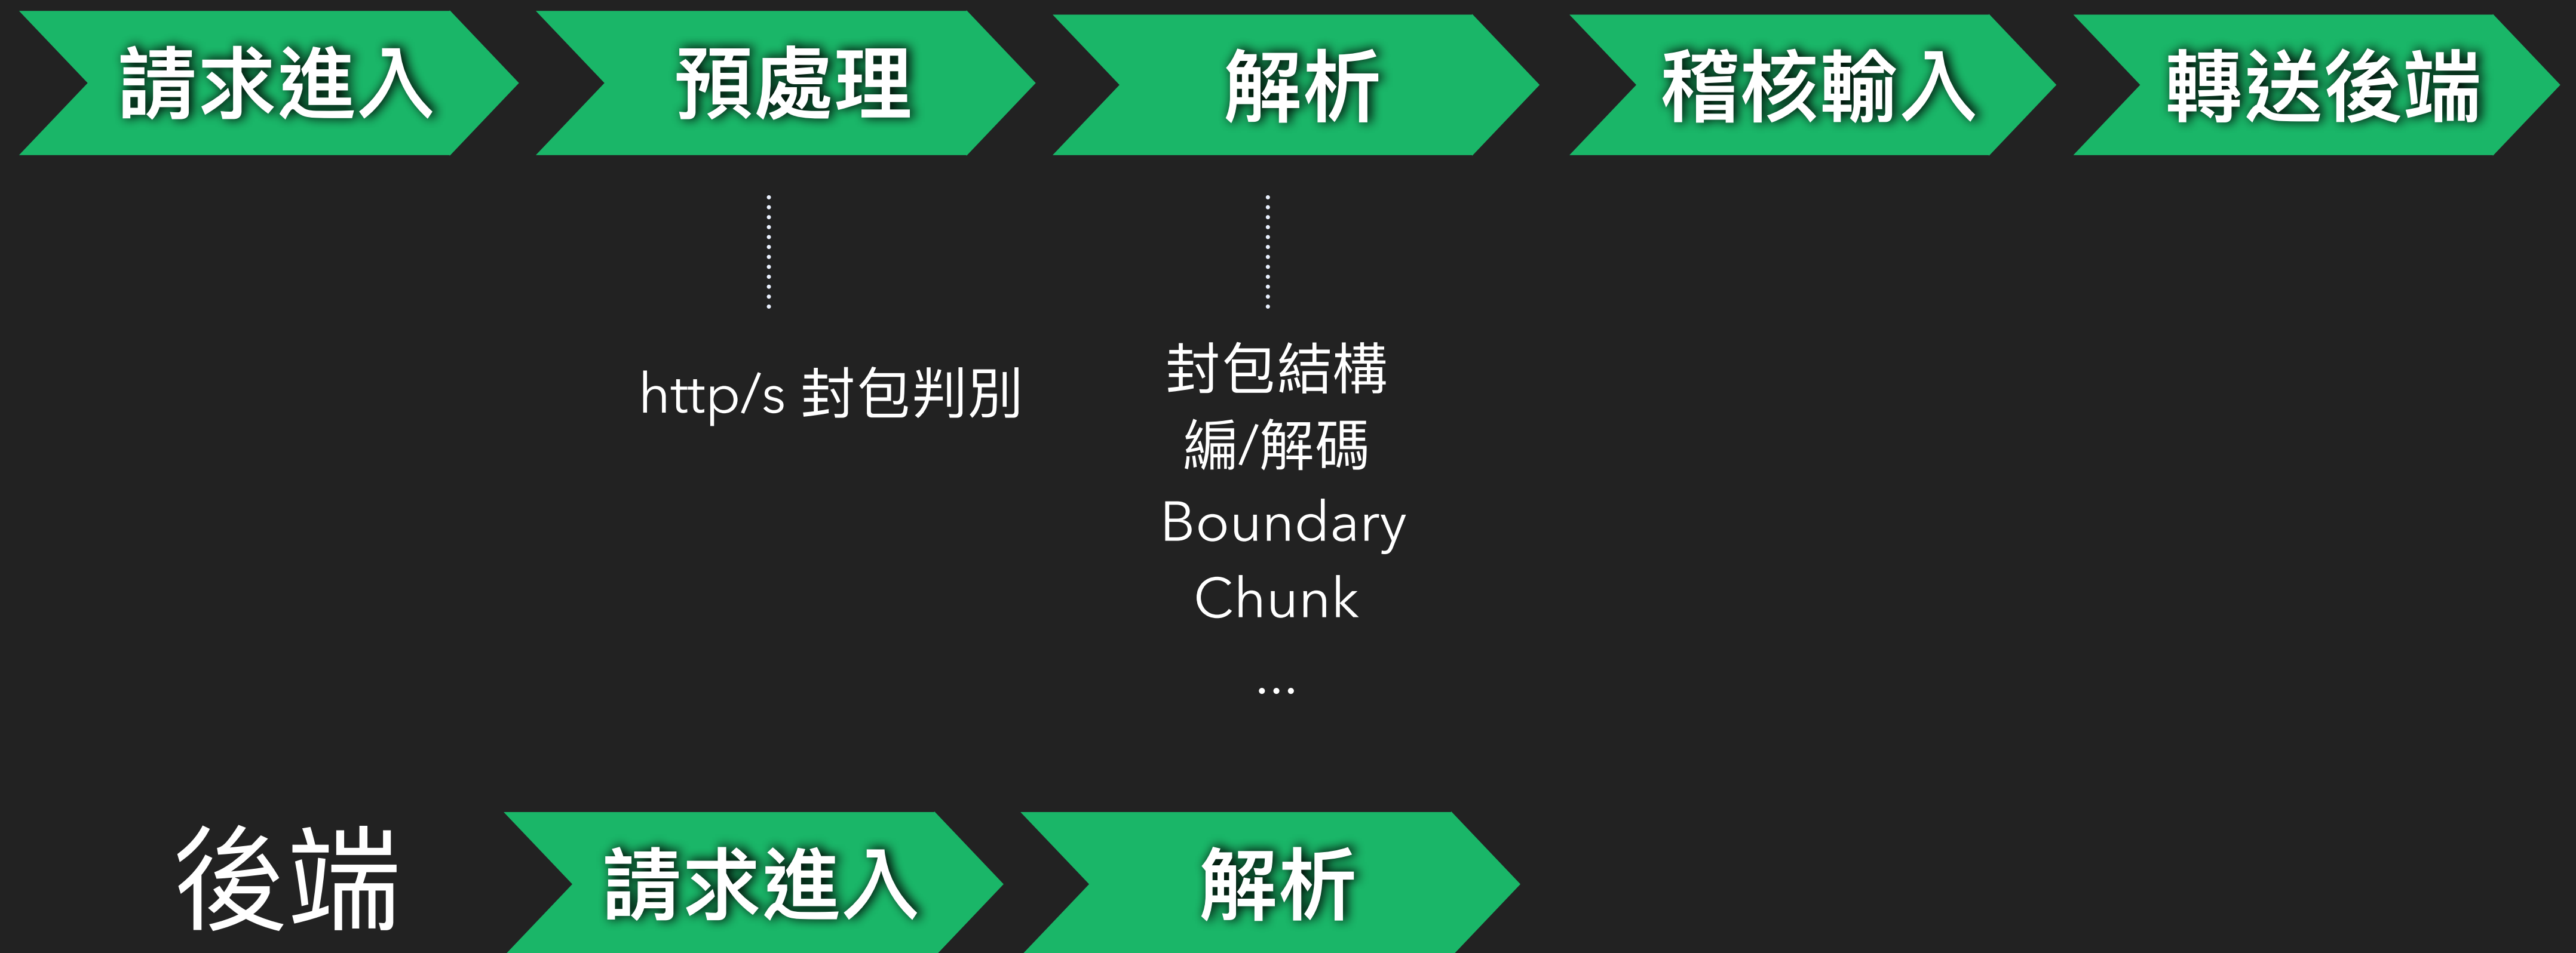 請求進入
預處理
解析
稽核輸入
轉送後端
http/s 封包判別
封包結構
編/解碼
Boundary
Chunk
...
後端
請求進入
解析